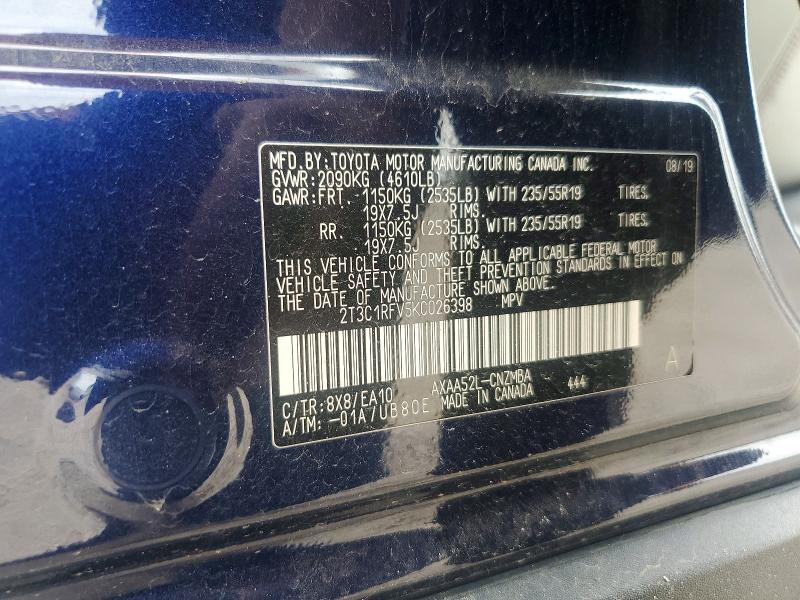 MFD.BY:TOYOTA MOTOR MANUFACTURING CANADA INC. 08/19
GVWR:2090KG (4610LB)
GAWR:FRT. 1150KG (2535LB) WITH 235/55R19 TIRES,
19X7.5J RIMS,
RR. 1150KG (2535LB) WITH 235/55R19 TIRES,
19X7.5J RIMS.
THIS VEHICLE CONFORMS TO ALL APPLICABLE FEDERAL MOTOR
VEHICLE SAFETY AND THEFT PREVENTION STANDARDS IN EFFECT ON
THE DATE OF MANUFACTURE SHOWN ABOVE.
2T3C1RFV5KC026398 MPV
A
C/TR:8X8/EA10 AXAA52L-CNZMBA 444
A/TM: -01A/UB80E MADE IN CANADA